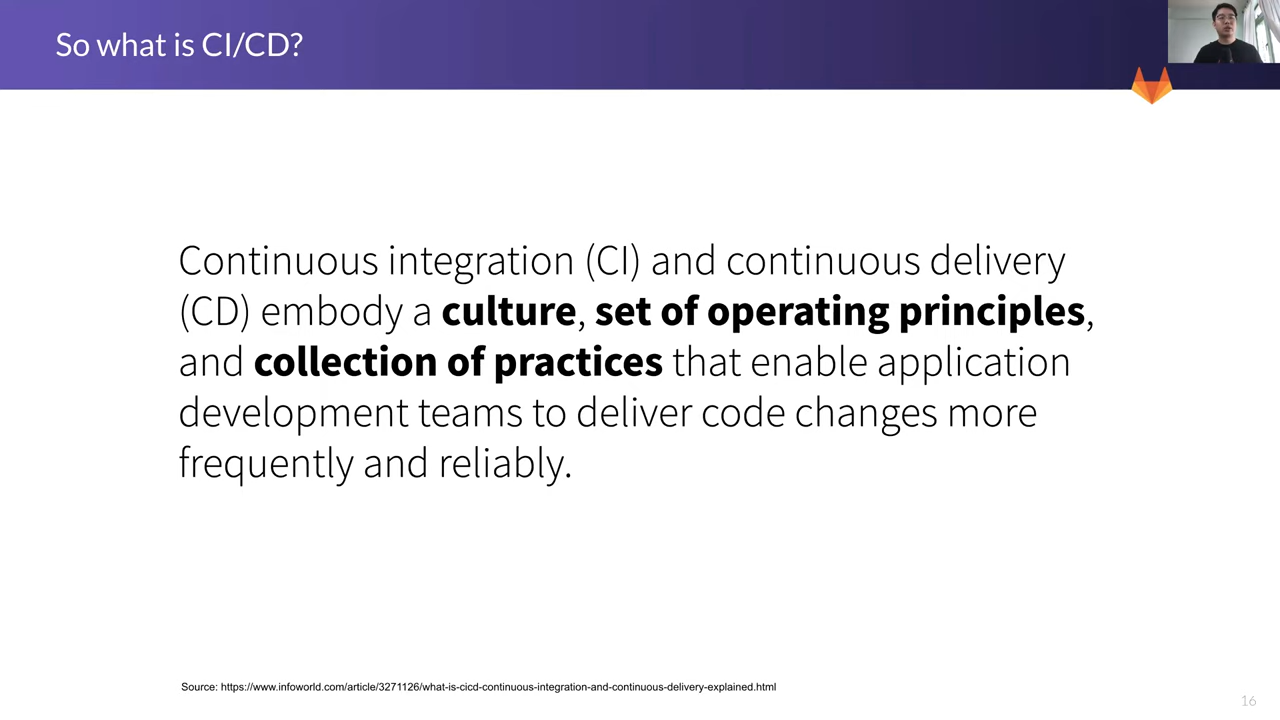 So what is CI/CD?
Continuous integration (CI) and continuous delivery
(CD) embody a culture, set of operating principles,
and collection of practices that enable application
development teams to deliver code changes more
frequently and reliably.
Source: https://www.infoworld.com/article/3271126/what-is-cicd-continuous-integration-and-continuous-delivery-explained.html
16